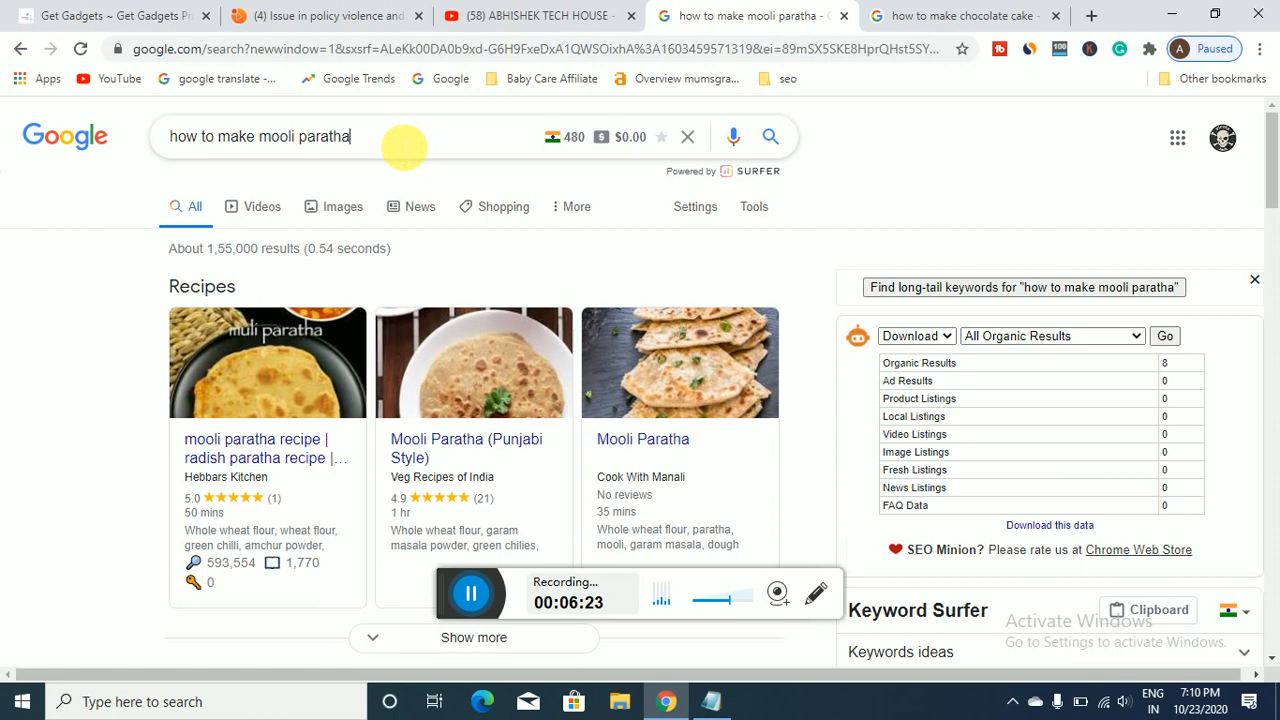 Get Gadgets ~ Get Gadgets Pr
(4) Issue in policy violence and
(58) ABHISHEK TECH HOUSE -
how to make mooli paratha - G
how to make chocolate cake -
google.com/search?newwindow=1&sxsrf=ALeKk00DA0b9xG_G6H9FxeDxA1QWSOixhA%3A1603459571319&ei=89mSX5SKE8HprQHst5SY...
Paused
Apps
YouTube
google translate -...
Google Trends
Google
Baby Care Affiliate
Overview mumsgra...
seo
Other bookmarks
Google
how to make mooli paratha
480
$0.00
Powered by SURFER
All
Videos
Images
News
Shopping
More
Settings
Tools
About 1,55,000 results (0.54 seconds)
Recipes
muli paratha
mooli paratha recipe |
radish paratha recipe |...
Hebbars Kitchen
5.0 ★★★★★ (1)
50 mins
Whole wheat flour, wheat flour,
green chilli, amchur powder,
593,554
1,770
0
Mooli Paratha (Punjabi
Style)
Veg Recipes of India
4.9 ★★★★★ (21)
1 hr
Whole wheat flour, garam
masala powder, green chilies,
Mooli Paratha
Cook With Manali
No reviews
35 mins
Whole wheat flour, paratha,
mooli, garam masala, dough
Show more
Find long-tail keywords for "how to make mooli paratha"
Download
All Organic Results
Go
Organic Results 8
Ad Results 0
Product Listings 0
Local Listings 0
Video Listings 0
Image Listings 0
Fresh Listings 0
News Listings 0
FAQ Data 0
Download this data
SEO Minion? Please rate us at Chrome Web Store
Keyword Surfer
Clipboard
Keywords ideas
Activate Windows
Go to Settings to activate Windows.
Recording...
00:06:23
Type here to search
ENG
IN
7:10 PM
10/23/2020